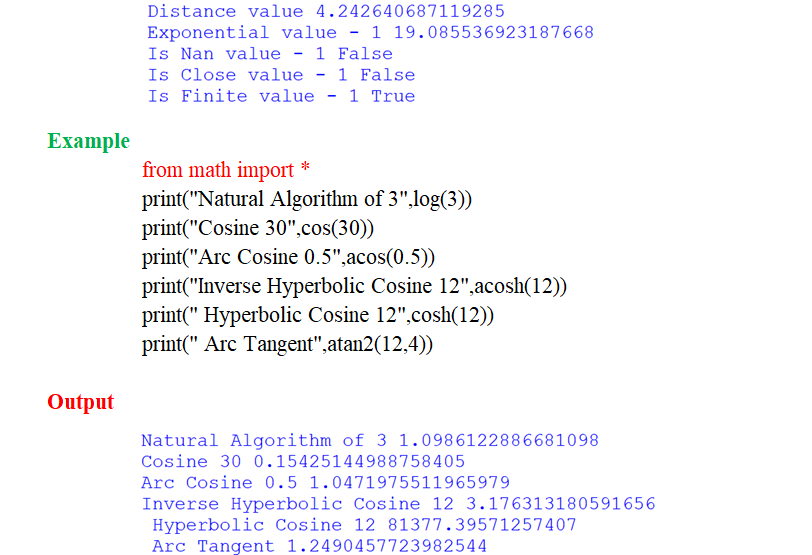 Distance value 4.242640687119285
Exponential value - 1 19.085536923187668
Is Nan value - 1 False
Is Close value - 1 False
Is Finite value - 1 True
Example
from math import *
print("Natural Algorithm of 3",log(3))
print("Cosine 30",cos(30))
print("Arc Cosine 0.5",acos(0.5))
print("Inverse Hyperbolic Cosine 12",acosh(12))
print(" Hyperbolic Cosine 12",cosh(12))
print(" Arc Tangent",atan2(12,4))
Output
Natural Algorithm of 3 1.0986122886681098
Cosine 30 0.15425144988758405
Arc Cosine 0.5 1.0471975511965979
Inverse Hyperbolic Cosine 12 3.176313180591656
Hyperbolic Cosine 12 81377.39571257407
Arc Tangent 1.2490457723982544